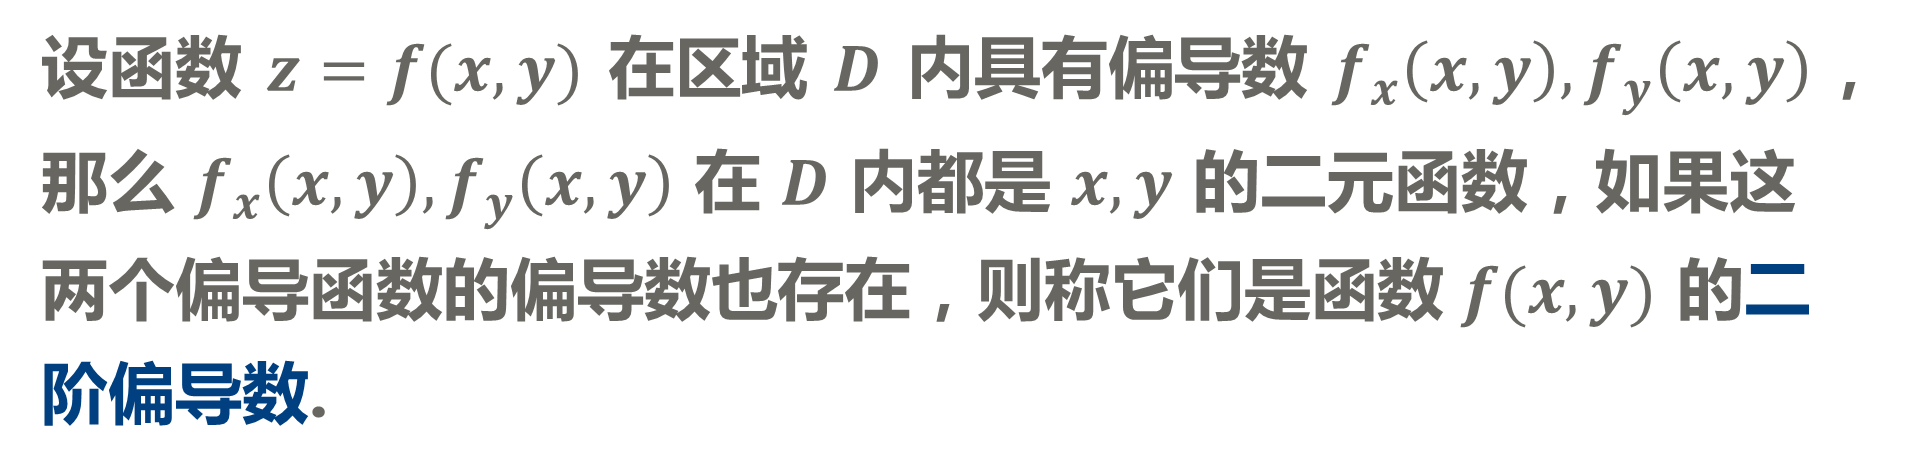 设函数 z = f(x, y) 在区域 D 内具有偏导数 fₓ(x, y), f_y(x, y)，
那么 fₓ(x, y), f_y(x, y) 在 D 内都是 x, y 的二元函数，如果这
两个偏导函数的偏导数也存在，则称它们是函数 f(x, y) 的二
阶偏导数.